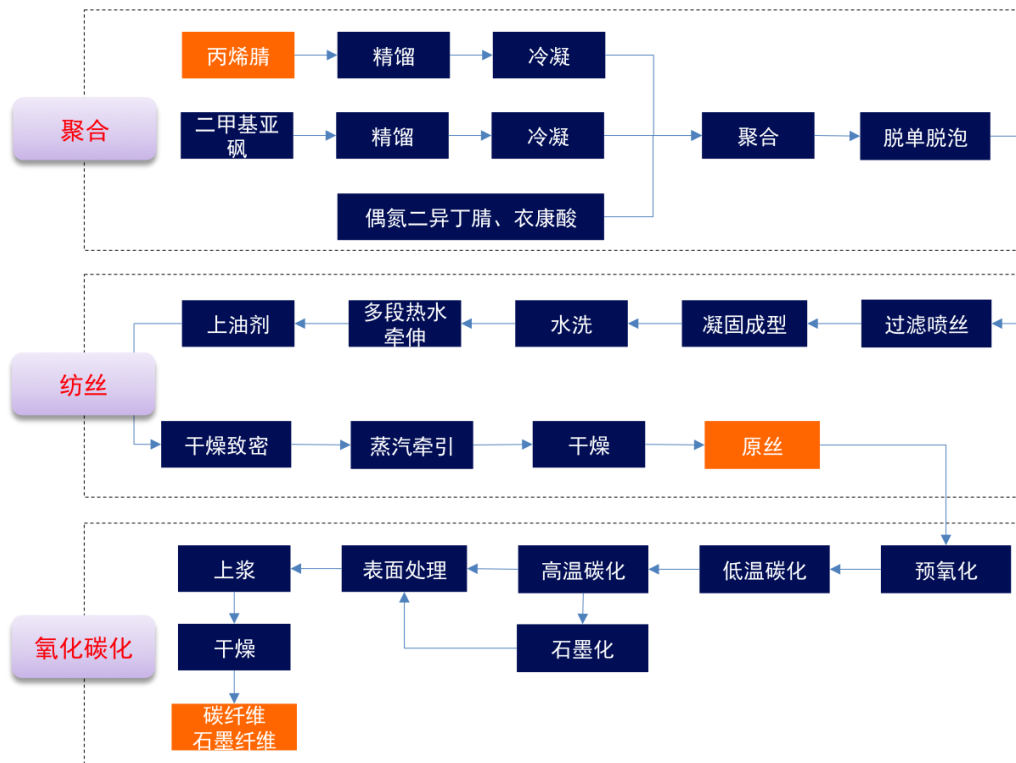 丙烯腈
精馏
冷凝
聚合
二甲基亚
砜
精馏
冷凝
聚合
脱单脱泡
偶氮二异丁腈、衣康酸
上油剂
多段热水
牵伸
水洗
凝固成型
过滤喷丝
纺丝
干燥致密
蒸汽牵引
干燥
原丝
上浆
表面处理
高温碳化
低温碳化
预氧化
氧化碳化
干燥
石墨化
碳纤维
石墨纤维